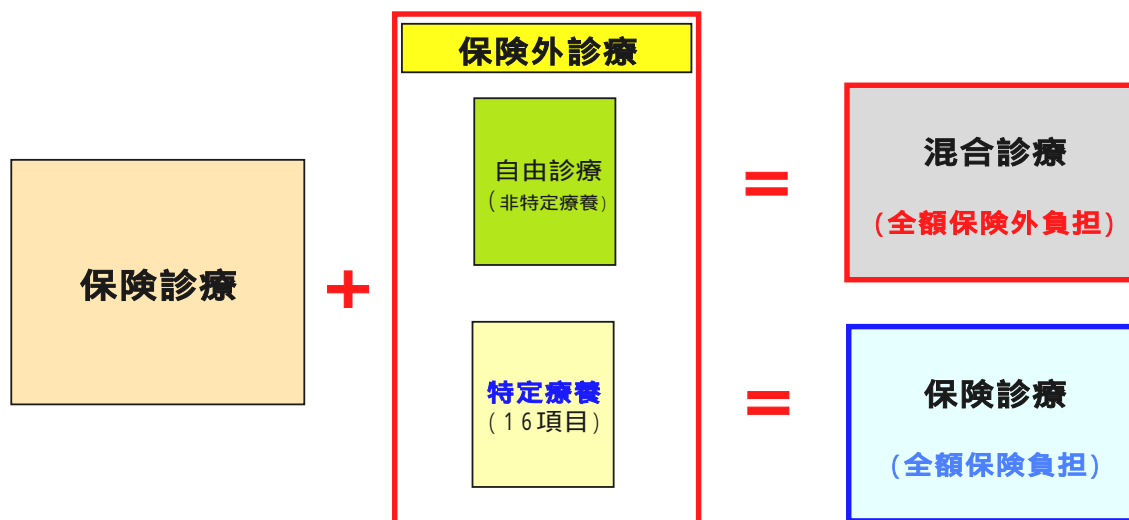 保険外診療
自由診療
(非特定療養)
保険診療
+
特定療養
(16項目)
=
混合診療
(全額保険外負担)
=
保険診療
(全額保険負担)